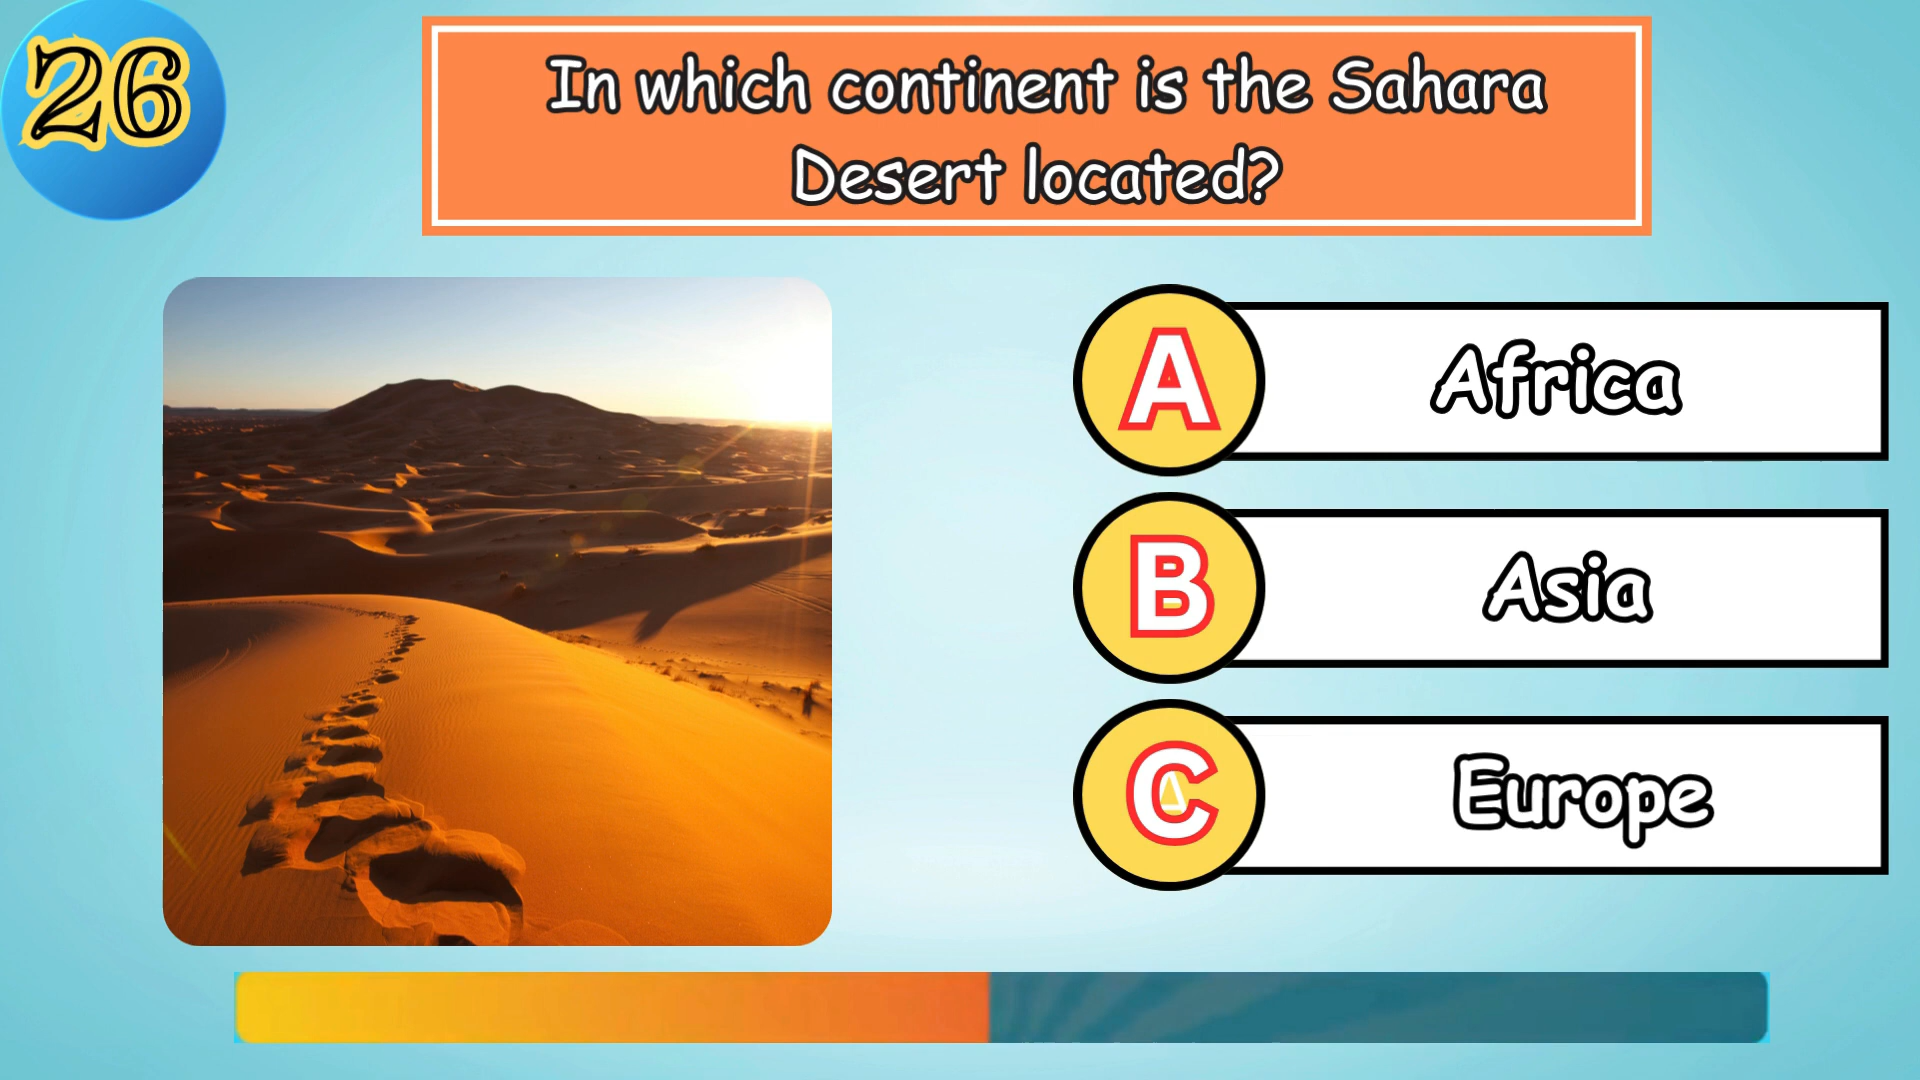 26
In which continent is the Sahara
Desert located?
A
Africa
B
Asia
C
Europe